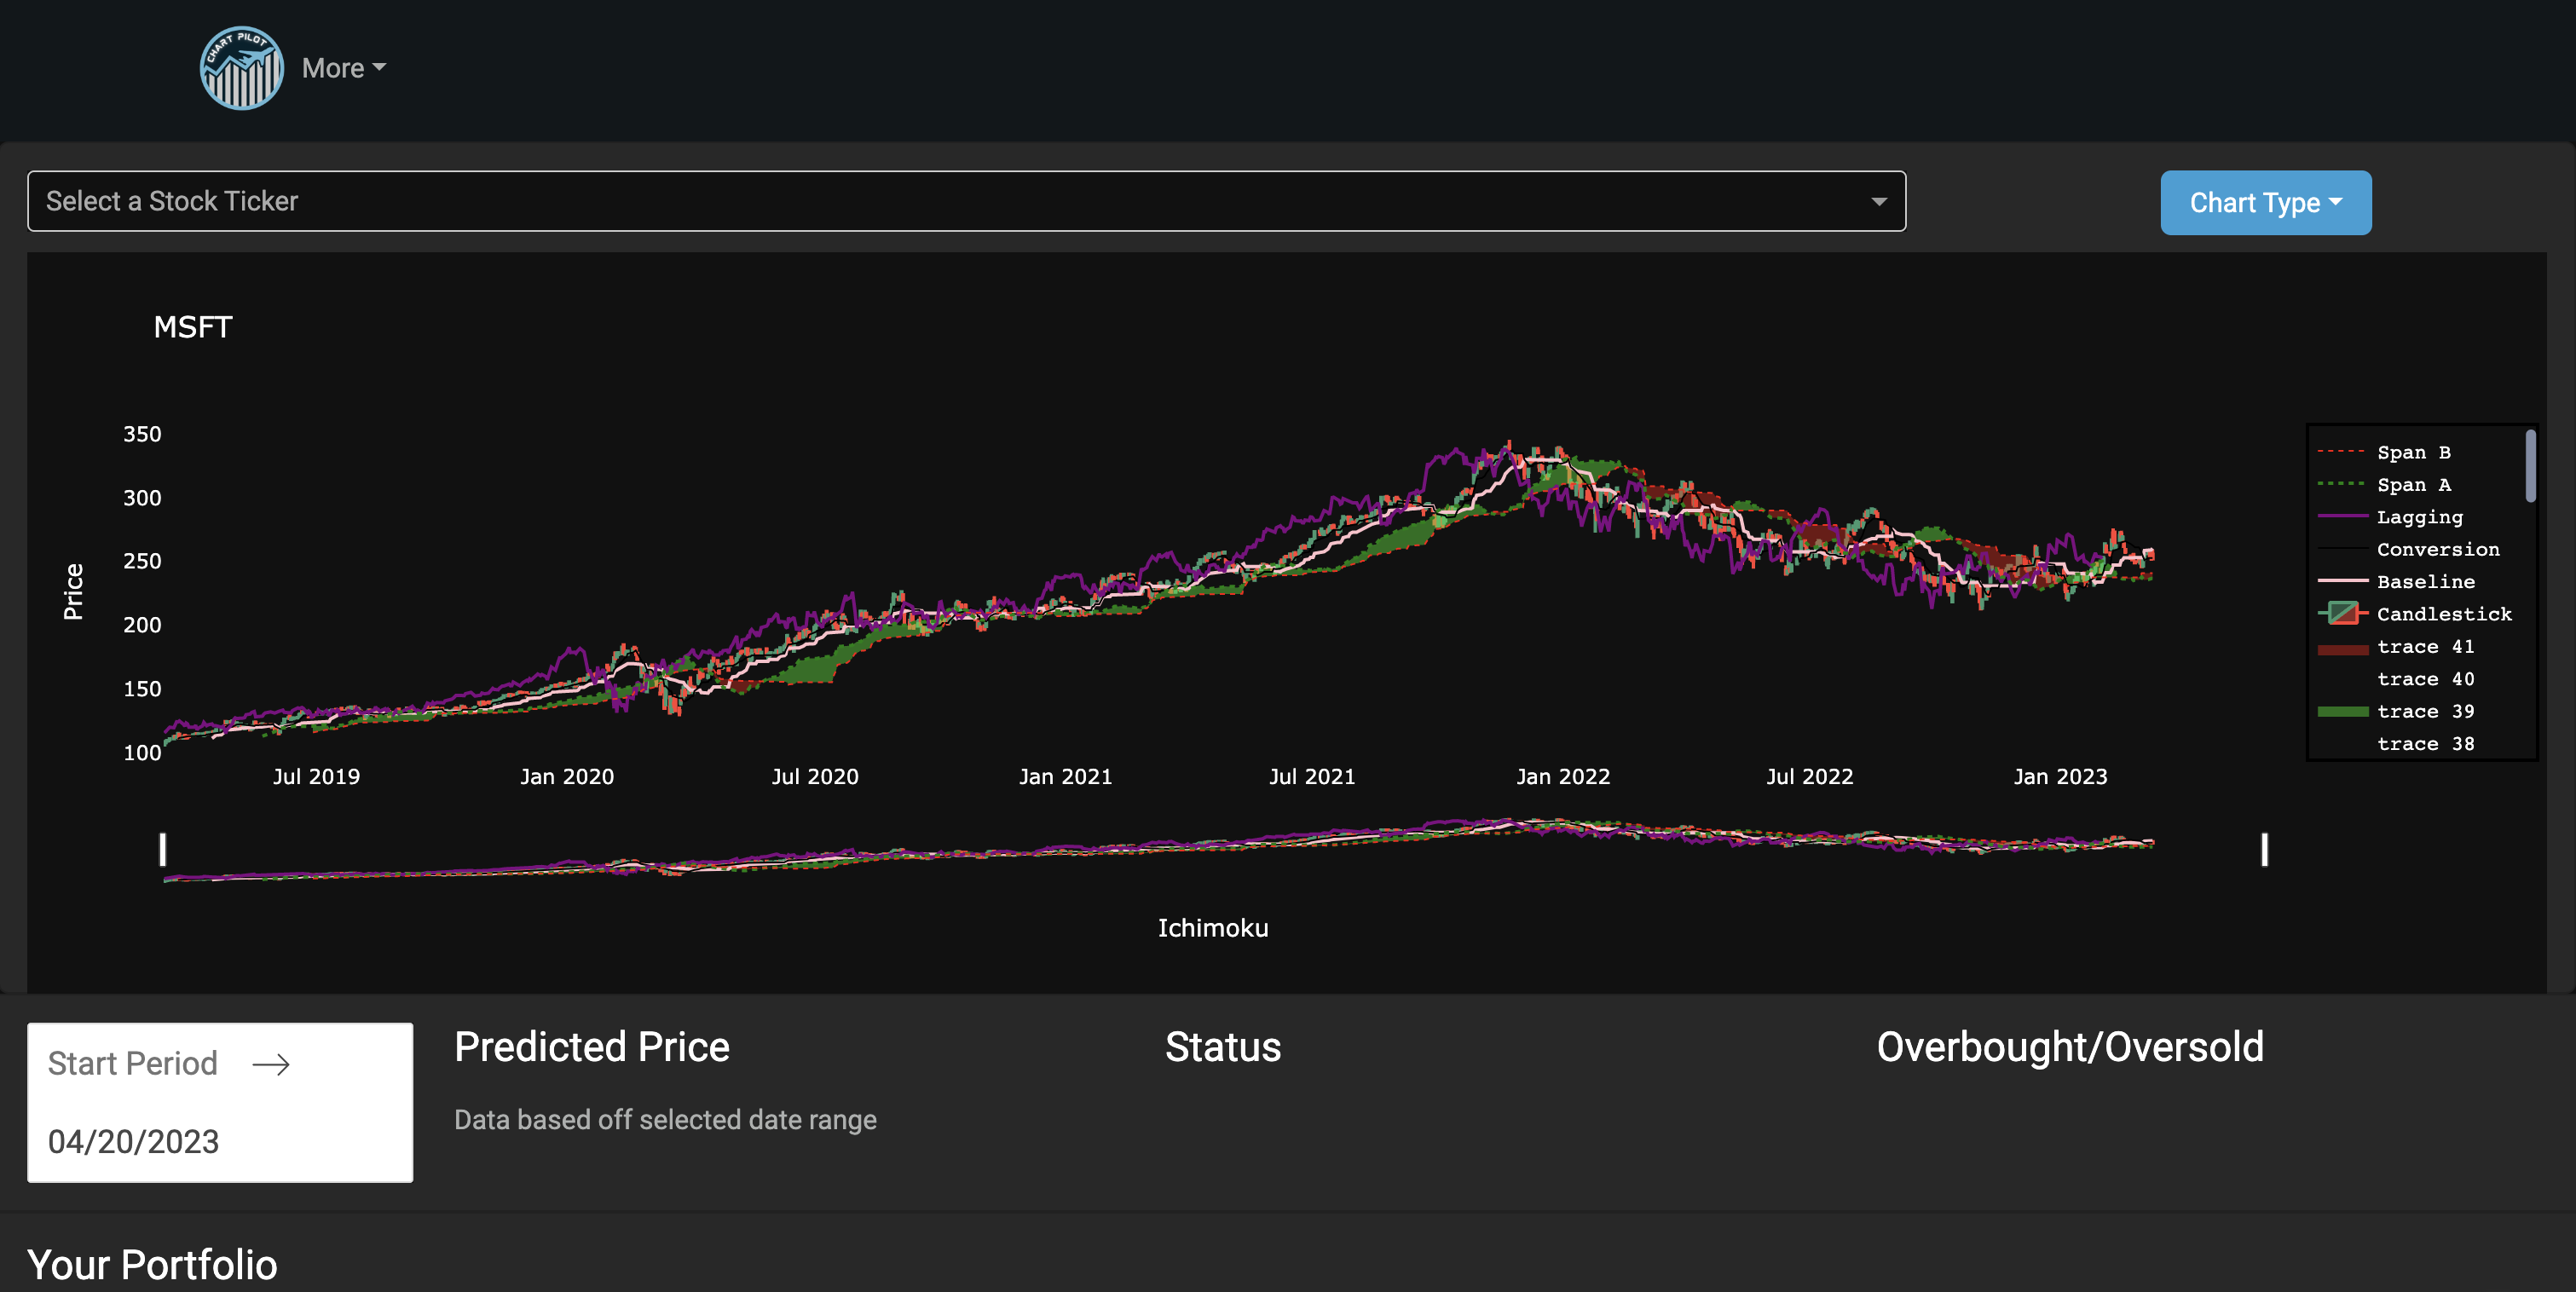 CHART PILOT
More
Select a Stock Ticker
Chart Type
MSFT
350
300
250
200
150
100
Price
Jul 2019 Jan 2020 Jul 2020 Jan 2021 Jul 2021 Jan 2022 Jul 2022 Jan 2023
Ichimoku
Span B
Span A
Lagging
Conversion
Baseline
Candlestick
trace 41
trace 40
trace 39
trace 38
Start Period
04/20/2023
Predicted Price
Data based off selected date range
Status
Overbought/Oversold
Your Portfolio